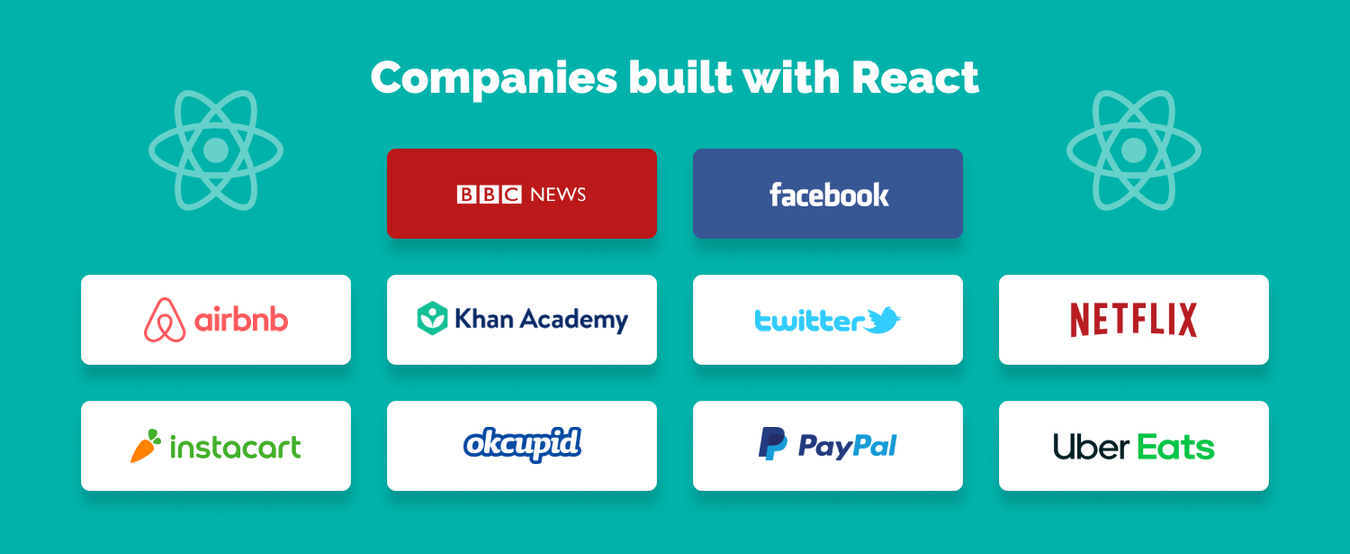 Companies built with React
BBC NEWS
facebook
airbnb
Khan Academy
twitter
NETFLIX
instacart
okcupid
PayPal
Uber Eats